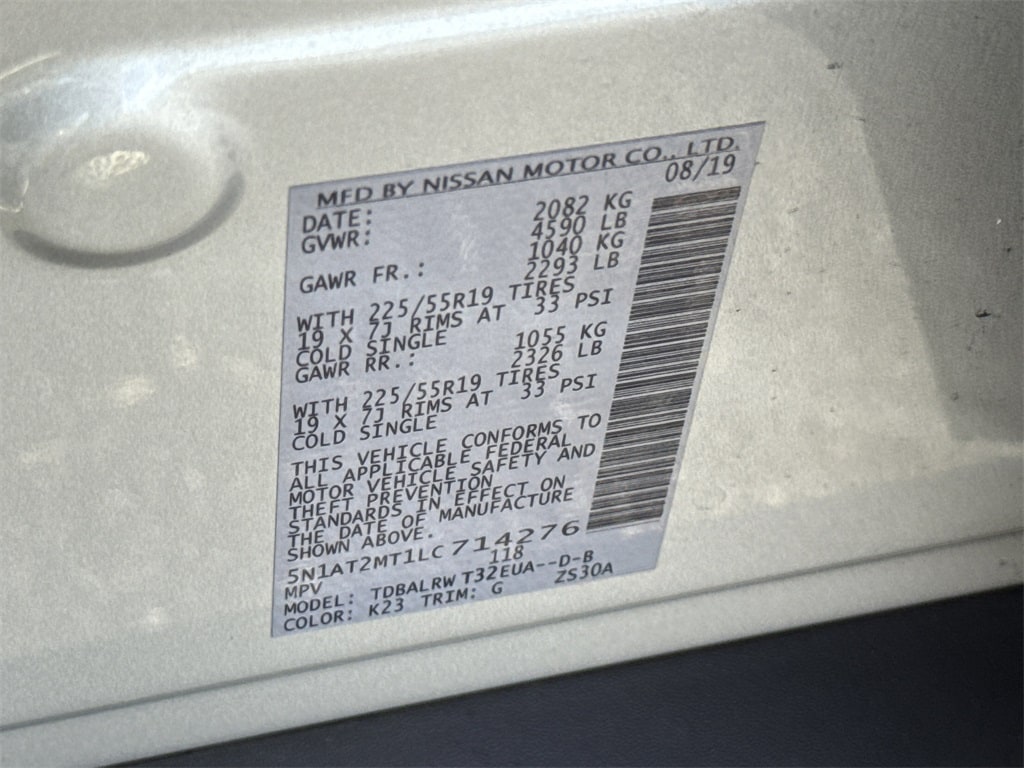 MFD BY NISSAN MOTOR CO., LTD.
DATE: 08/19
GVWR: 2082 KG
4590 LB
GAWR FR.: 1040 KG
2293 LB
WITH 225/55R19 TIRES
19 X 7J RIMS AT 33 PSI
COLD SINGLE
GAWR RR.: 1055 KG
2326 LB
WITH 225/55R19 TIRES
19 X 7J RIMS AT 33 PSI
COLD SINGLE
THIS VEHICLE CONFORMS TO
ALL APPLICABLE FEDERAL
MOTOR VEHICLE SAFETY AND
THEFT PREVENTION
STANDARDS IN EFFECT ON
THE DATE OF MANUFACTURE
SHOWN ABOVE.
5N1AT2MT1LC714276
MPV 118
MODEL: TDBALRW T32EUA--D-B
COLOR: K23 TRIM: G ZS30A